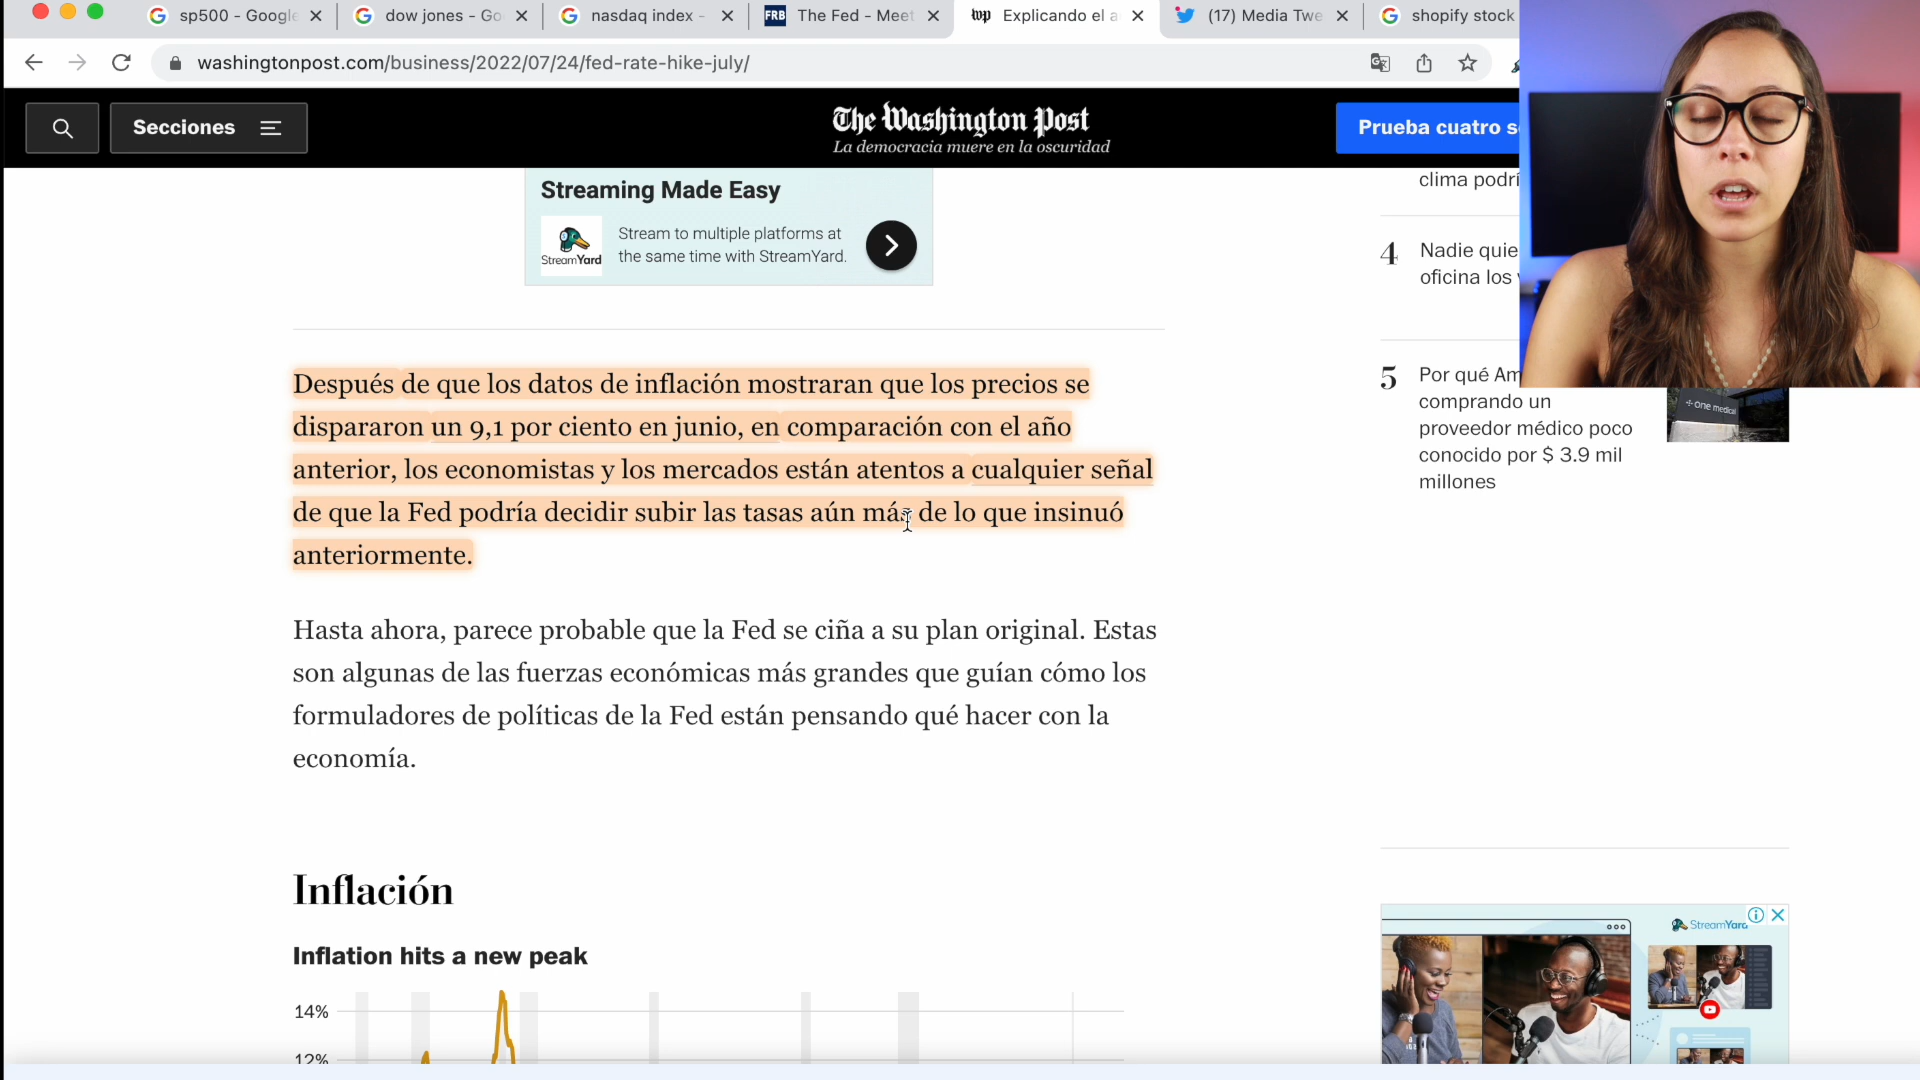 sp500 - Google
dow jones - Go
nasdaq index -
FRB The Fed - Meet
wp Explicando el a
(17) Media Twe
shopify stock
washingtonpost.com/business/2022/07/24/fed-rate-hike-july/
Secciones
The Washington Post
La democracia muere en la oscuridad
Prueba cuatro s
Streaming Made Easy
StreamYard
Stream to multiple platforms at
the same time with StreamYard.
Después de que los datos de inflación mostraran que los precios se
dispararon un 9,1 por ciento en junio, en comparación con el año
anterior, los economistas y los mercados están atentos a cualquier señal
de que la Fed podría decidir subir las tasas aún más de lo que insinuó
anteriormente.
Hasta ahora, parece probable que la Fed se ciña a su plan original. Estas
son algunas de las fuerzas económicas más grandes que guían cómo los
formuladores de políticas de la Fed están pensando qué hacer con la
economía.
Inflación
Inflation hits a new peak
14%
12%
clima podrí
4 Nadie quie
oficina los
5 Por qué Am
comprando un
proveedor médico poco
conocido por $ 3.9 mil
millones
one medical
StreamYard